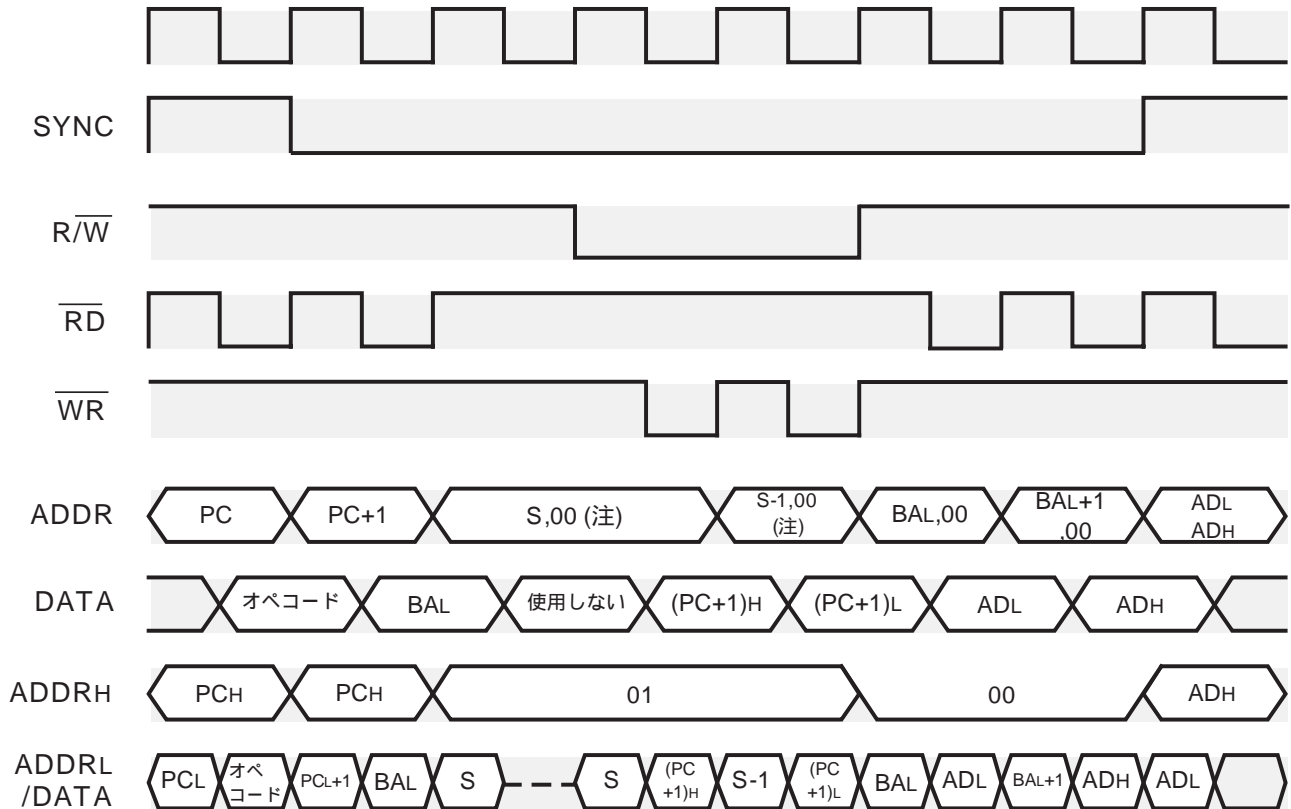 SYNC
R/W
RD
WR
ADDR
PC
PC+1
S,00 (注)
S-1,00
(注)
BAL,00
BAL+1
,00
ADL
ADH
DATA
オペコード
BAL
使用しない
(PC+1)H
(PC+1)L
ADL
ADH
ADDRH
PCH
PCH
01
00
ADH
ADDRL
/DATA
PCL
オペ
コード
PCL+1
BAL
S
S
(PC
+1)H
S-1
(PC
+1)L
BAL
ADL
BAL+1
ADH
ADL